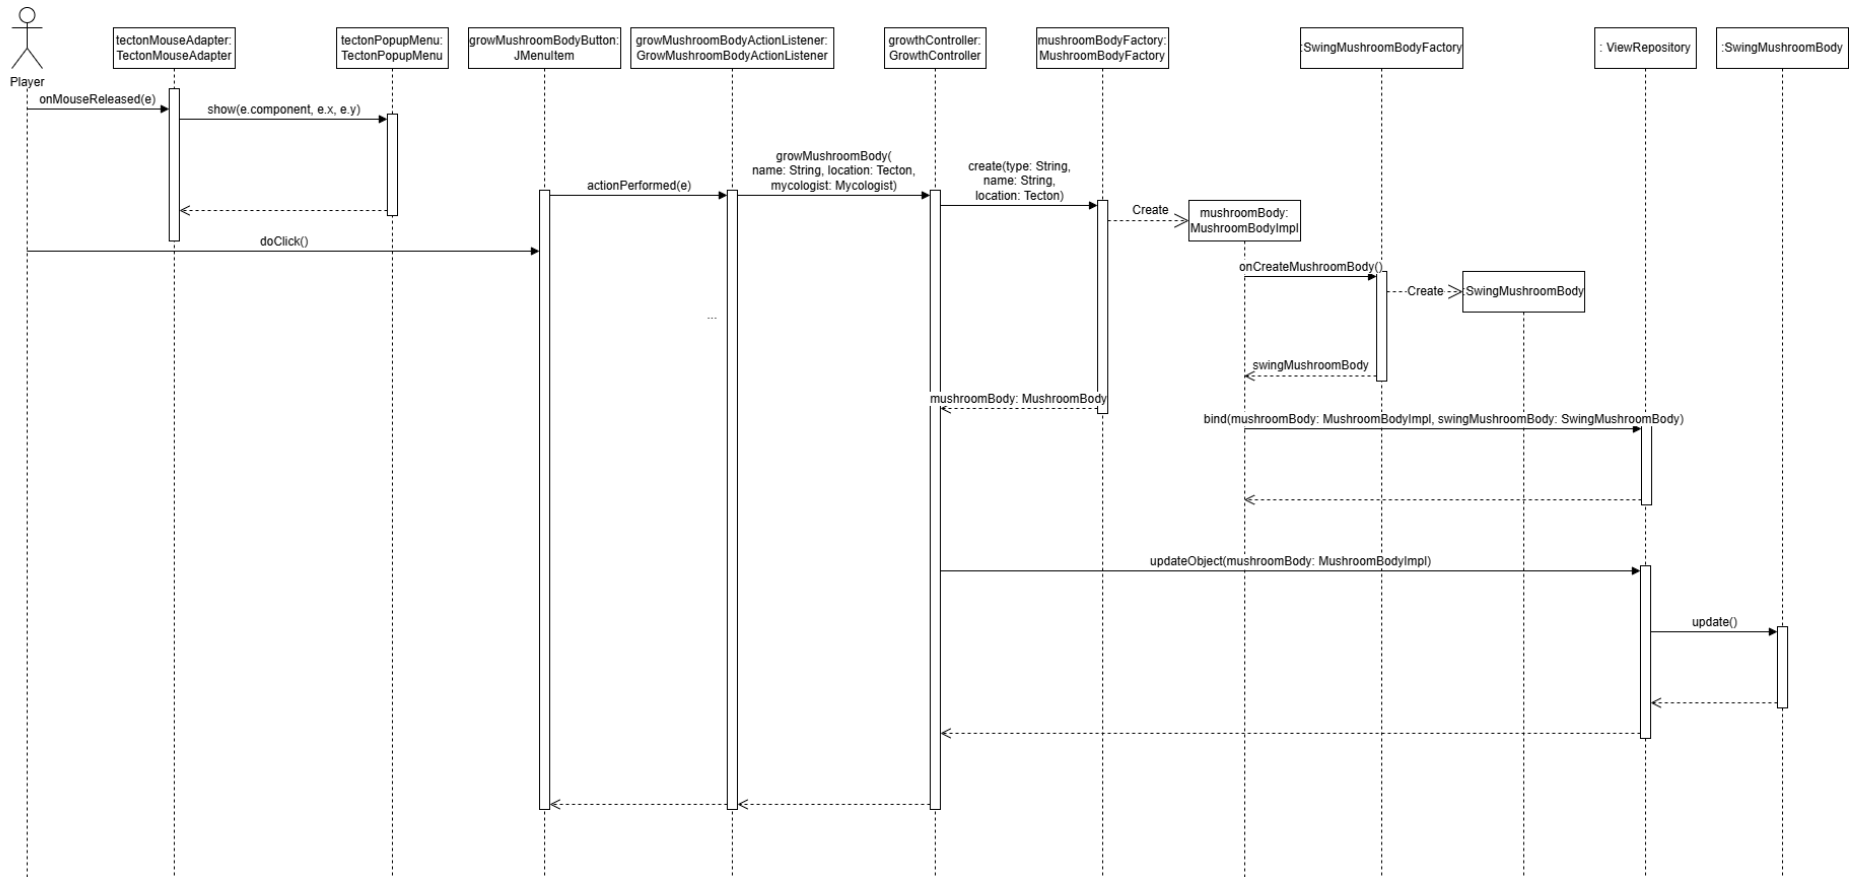 Player
tectonMouseAdapter:
TectonMouseAdapter
tectonPopupMenu:
TectonPopupMenu
growMushroomBodyButton:
JMenuItem
growMushroomBodyActionListener:
GrowMushroomBodyActionListener
growthController:
GrowthController
mushroomBodyFactory:
MushroomBodyFactory
:SwingMushroomBodyFactory
: ViewRepository
:SwingMushroomBody
onMouseReleased(e)
show(e.component, e.x, e.y)
actionPerformed(e)
growMushroomBody(
name: String, location: Tecton,
mycologist: Mycologist)
create(type: String,
name: String,
location: Tecton)
Create
mushroomBody:
MushroomBodyImpl
doClick()
onCreateMushroomBody()
Create
:SwingMushroomBody
...
swingMushroomBody
mushroomBody: MushroomBody
bind(mushroomBody: MushroomBodyImpl, swingMushroomBody: SwingMushroomBody)
updateObject(mushroomBody: MushroomBodyImpl)
update()